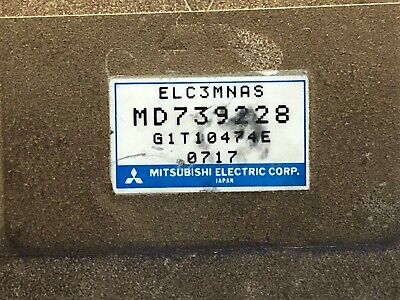 ELC3MNAS
MD739228
G1T10474E
0717
MITSUBISHI ELECTRIC CORP.
JAPAN